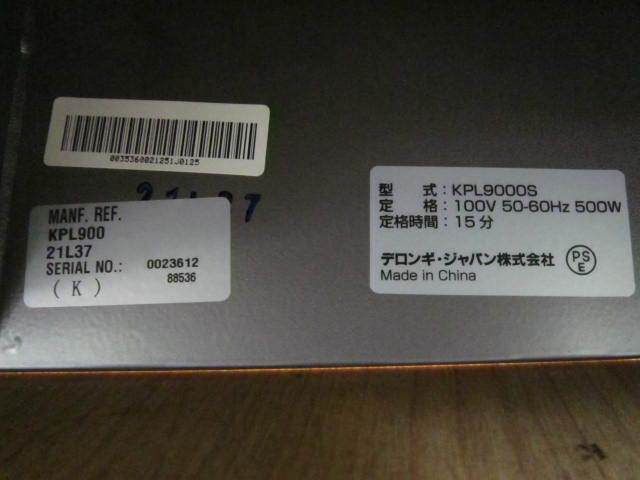 0035360021251J0125
MANF. REF.
KPL900
21L37
SERIAL NO.: 0023612
88536
(K)
型 式：KPL9000S
定 格：100V 50-60Hz 500W
定格時間：15分
デロンギ・ジャパン株式会社
Made in China
PS
E